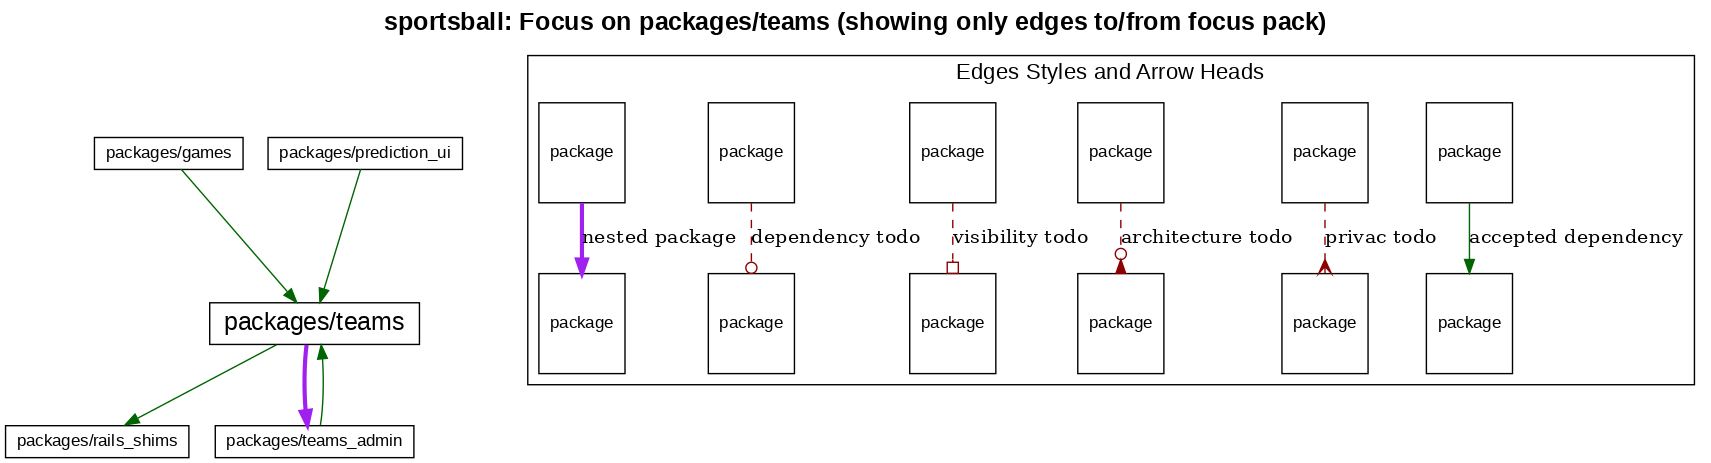 sportsball: Focus on packages/teams (showing only edges to/from focus pack)
Edges Styles and Arrow Heads
packages/games
packages/prediction_ui
packages/teams
packages/rails_shims
packages/teams_admin
package
package
package
package
package
package
nested package
dependency todo
visibility todo
architecture todo
privac todo
accepted dependency
package
package
package
package
package
package